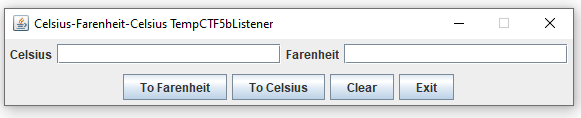 Celsius-Farenheit-Celsius TempCTF5bListener
Celsius Farenheit
To Farenheit To Celsius Clear Exit